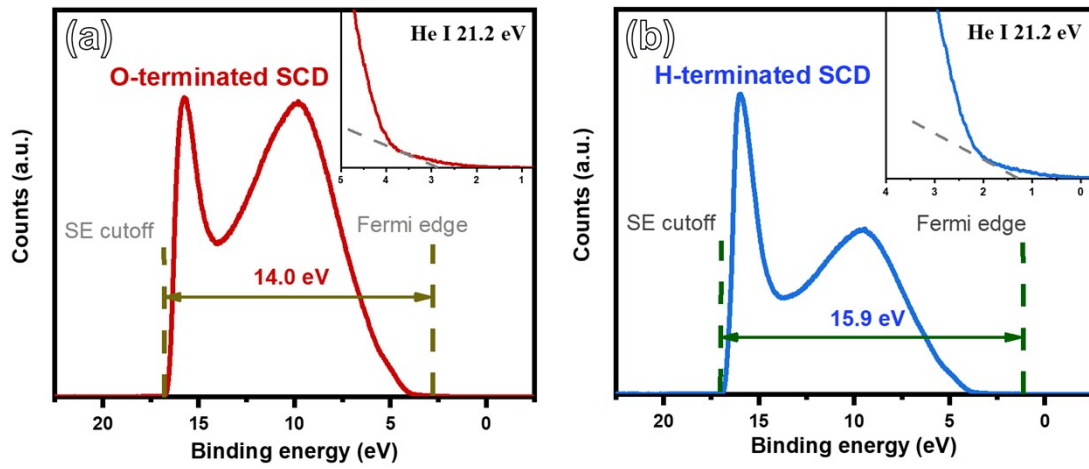 (a)
He I 21.2 eV
O-terminated SCD
5 4 3 2 1
SE cutoff
Fermi edge
14.0 eV
Counts (a.u.)
20 15 10 5 0
Binding energy (eV)
(b)
He I 21.2 eV
H-terminated SCD
4 3 2 1 0
SE cutoff
Fermi edge
15.9 eV
Counts (a.u.)
20 15 10 5 0
Binding energy (eV)